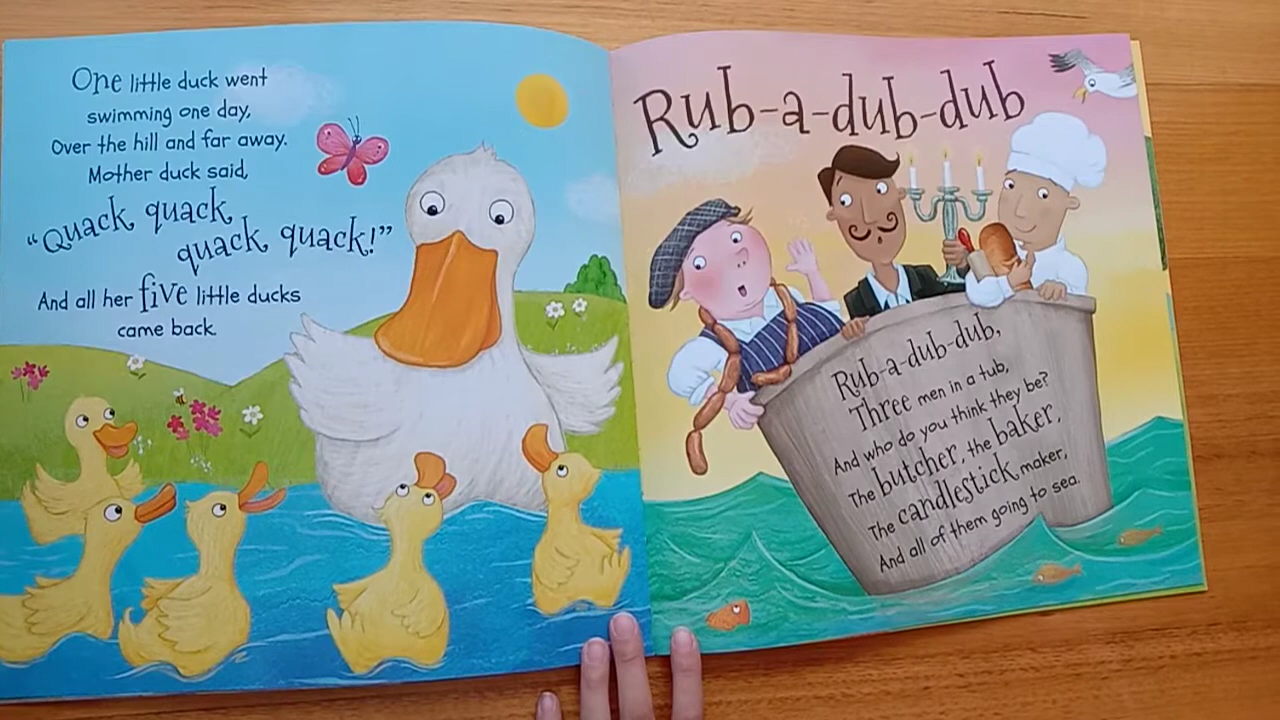 One little duck went
swimming one day,
Over the hill and far away.
Mother duck said,
“Quack quack
quack quack!”
And all her five little ducks
came back.
Rub-a-dub-dub
Rub-a-dub-dub,
Three men in a tub,
And who do you think they be?
The butcher, the baker,
The candlestick maker,
And all of them going to sea.